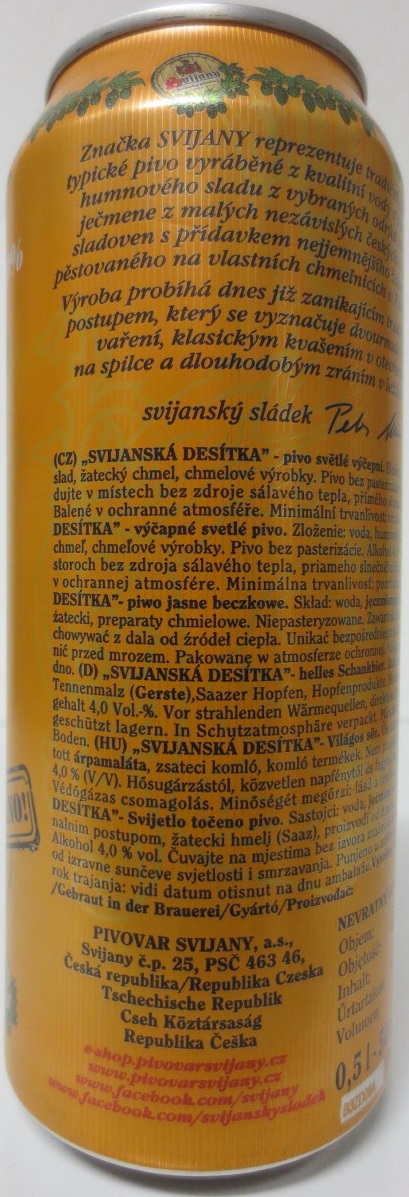 Svijany
Značka SVIJANY reprezentuje
typické pivo vyráběné z kvalitní vody
humnového sladu z vybraných odrůd
ječmene z malých nezávislých českých
sladoven s přídavkem nejjemnějšího
pěstovaného na vlastních chmelnicích v
Výroba probíhá dnes již zanikajícím
postupem, který se vyznačuje
vaření, klasickým kvašením v
na spilce a dlouhodobým zráním v
svijanský sládek Petr
(CZ) „SVIJANSKÁ DESÍTKA" - pivo světlé výčepní.
slad, žatecký chmel, chmelové výrobky. Pivo bez
dujte v místech bez zdroje sálavého tepla, přímého
Balené v ochranné atmosféře. Minimální trvanlivost:
DESÍTKA" - výčapné svetlé pivo. Zloženie: voda,
chmeľ, chmeľové výrobky. Pivo bez pasterizácie.
storoch bez zdroja sálavého tepla, priameho
v ochrannej atmosfére. Minimálna trvanlivosť:
DESÍTKA"- piwo jasne beczkowe. Skład: woda,
żatecki, preparaty chmielowe. Niepasteryzowane.
chowywać z dala od źródeł ciepła. Unikać
nić przed mrozem. Pakowane w atmosferze ochronnej.
dno. (D) „SVIJANSKÁ DESÍTKA"- helles Schankbier.
Tennenmalz (Gerste),Saazer Hopfen, Hopfenprodukte.
gehalt 4,0 Vol.-%. Vor strahlenden Wärmequellen,
geschützt lagern. In Schutzatmosphäre verpackt.
Boden. (HU) „SVIJANSKÁ DESÍTKA"- Világos sör,
tott árpamaláta, zsateci komló, komló termékek.
4,0 % (V/V). Hősugárzástól, közvetlen napfénytől és
Védőgázas csomagolás. Minőségét megőrzi:
DESÍTKA"- Svijetlo točeno pivo. Sastojci: voda,
nalnim postupom, žatecki hmelj (Saaz), proizvodi od
Alkohol 4,0 % vol. Čuvajte na mjestima bez izvora
od izravne sunčeve svjetlosti i smrzavanja. Punjeno
rok trajanja: vidi datum otisnut na dnu ambalaže.
/Gebraut in der Brauerei/Gyártó/Proizvođač:
PIVOVAR SVIJANY, a.s.,
Svijany č.p. 25, PSČ 463 46,
Česká republika/Republika Czeska
Tschechische Republik
Cseh Köztársaság
Republika Češka
e-shop.pivovarsvijany.cz
www.pivovarsvijany.cz
www.facebook.com/svijany
www.facebook.com/svijanskysladek
NEVRATNÝ
Objem:
Objętość:
Inhalt:
Űrtartalom:
Volumen:
0,5 l